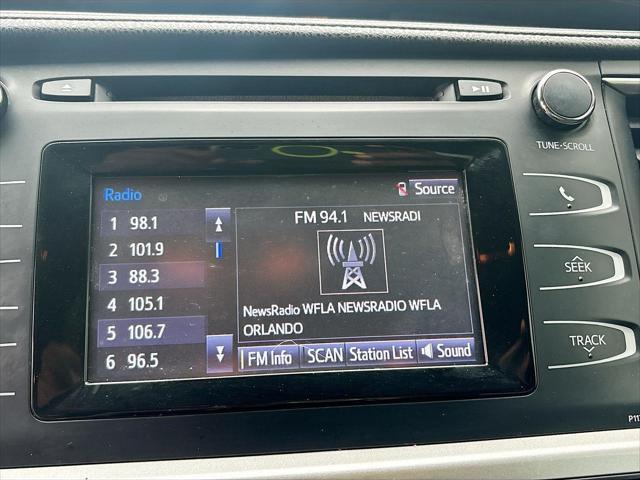 TUNE·SCROLL
Radio
Source
1 98.1
2 101.9
3 88.3
4 105.1
5 106.7
6 96.5
FM 94.1 NEWSRADI
NewsRadio WFLA NEWSRADIO WFLA
ORLANDO
FM Info
SCAN
Station List
Sound
SEEK
TRACK